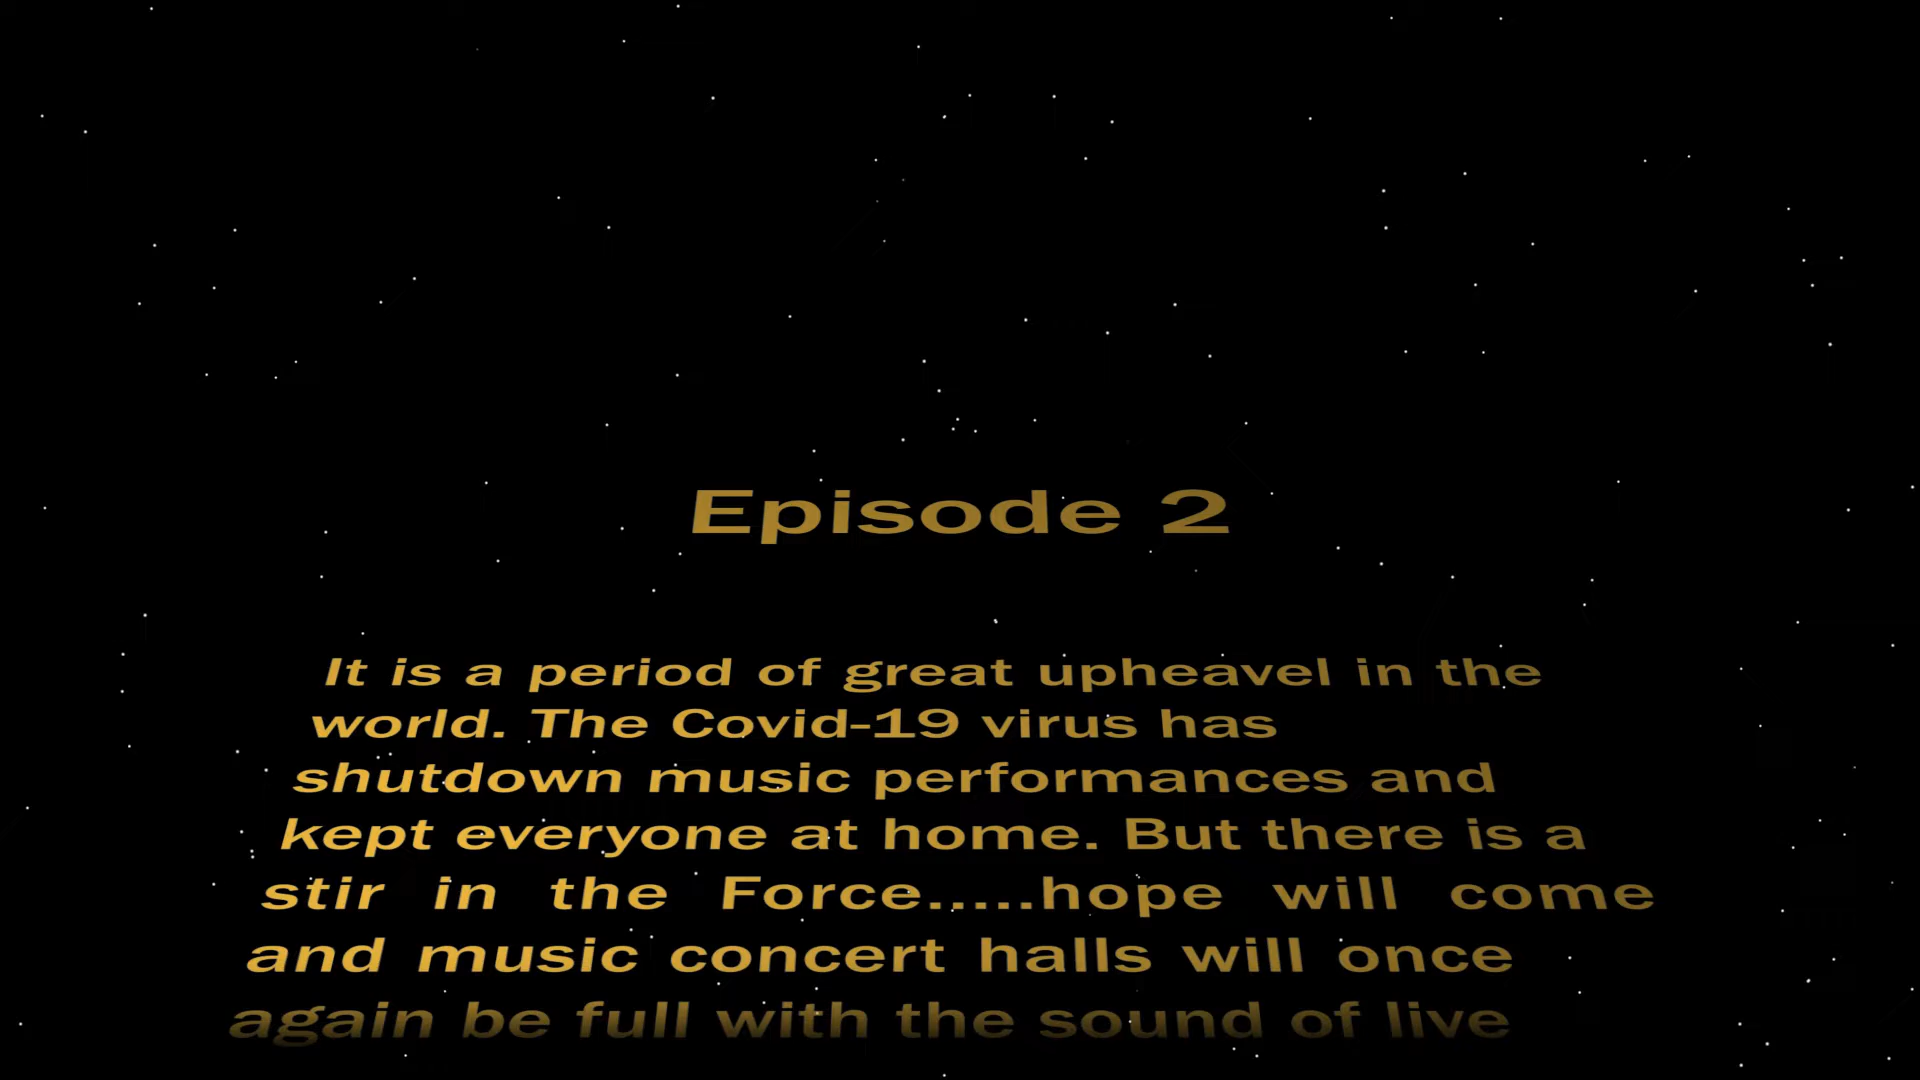 Episode 2
It is a period of great upheavel in the
world. The Covid-19 virus has
shutdown music performances and
kept everyone at home. But there is a
stir in the Force.....hope will come
and music concert halls will once
again be full with the sound of live